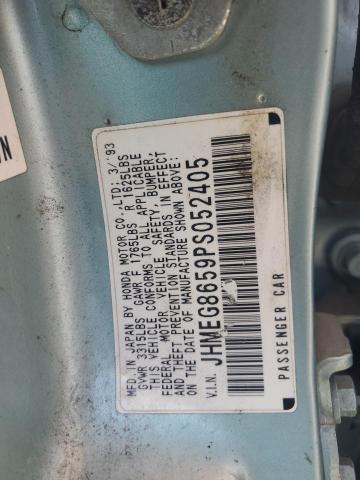 MFD. IN JAPAN BY HONDA MOTOR CO., LTD; 3/'93
GVWR 3315LBS GAWR F 1765LBS R 1625LBS
THIS VEHICLE CONFORMS TO ALL APPLICABLE
FEDERAL MOTOR VEHICLE SAFETY, BUMPER,
AND THEFT PREVENTION STANDARDS IN EFFECT
ON THE DATE OF MANUFACTURE SHOWN ABOVE:
V.I.N. JHMEG8659PS052405
PASSENGER CAR